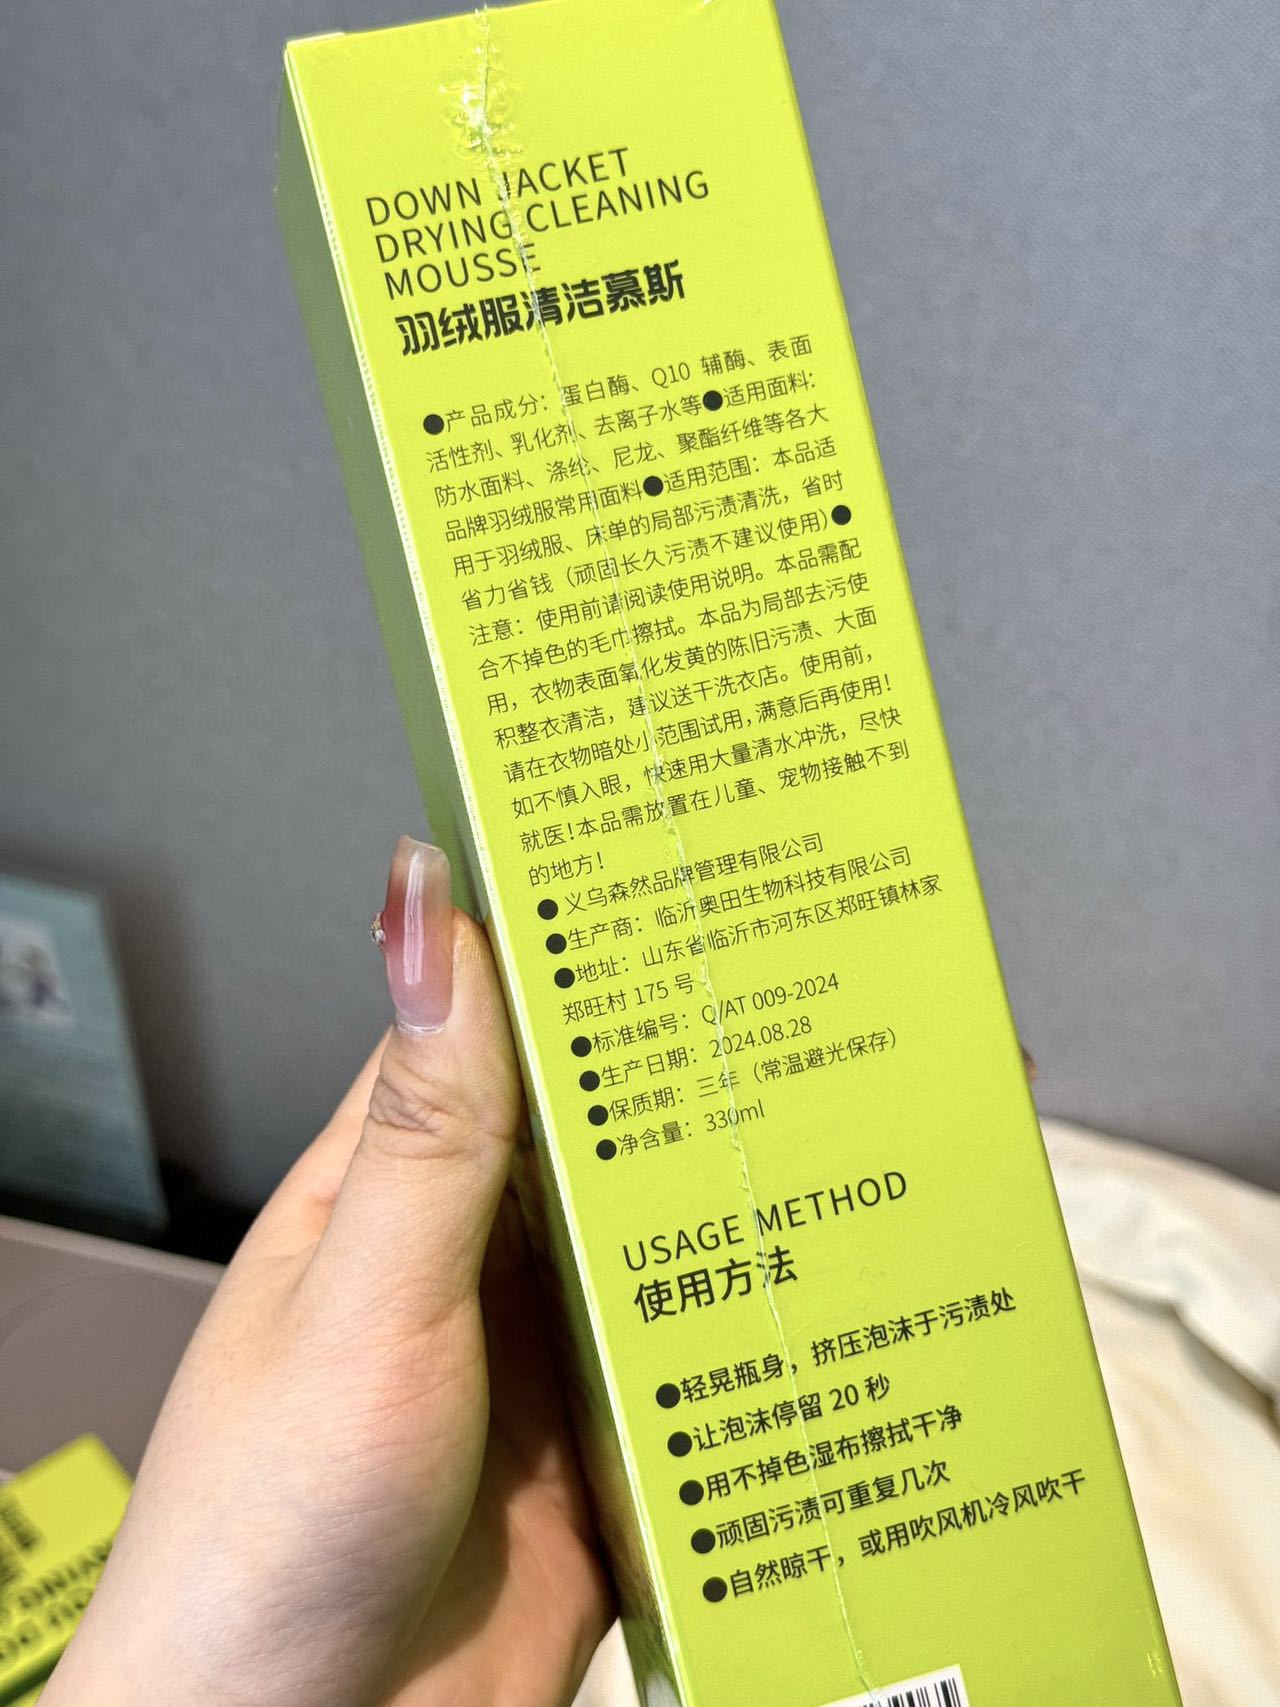 DOWN JACKET
DRYING CLEANING
MOUSSE
羽绒服清洁慕斯
●产品成分：蛋白酶、Q10 辅酶、表面
活性剂、乳化剂、去离子水等●适用面料：
防水面料、涤纶、尼龙、聚酯纤维等各大
品牌羽绒服常用面料●适用范围：本品适
用于羽绒服、床单的局部污渍清洗，省时
省力省钱（顽固长久污渍不建议使用）●
注意：使用前请阅读使用说明。本品需配
合不掉色的毛巾擦拭。本品为局部去污使
用，衣物表面氧化发黄的陈旧污渍、大面
积整衣清洁，建议送干洗衣店。使用前，
请在衣物暗处小范围试用，满意后再使用！
如不慎入眼，快速用大量清水冲洗，尽快
就医！本品需放置在儿童、宠物接触不到
的地方！
●义乌森然品牌管理有限公司
●生产商：临沂奥田生物科技有限公司
●地址：山东省临沂市河东区郑旺镇林家
郑旺村 175 号
●标准编号：Q/AT 009-2024
●生产日期：2024.08.28
●保质期：三年（常温避光保存）
●净含量：330ml
USAGE METHOD
使用方法
●轻晃瓶身，挤压泡沫于污渍处
●让泡沫停留 20 秒
●用不掉色湿布擦拭干净
●顽固污渍可重复几次
●自然晾干，或用吹风机冷风吹干